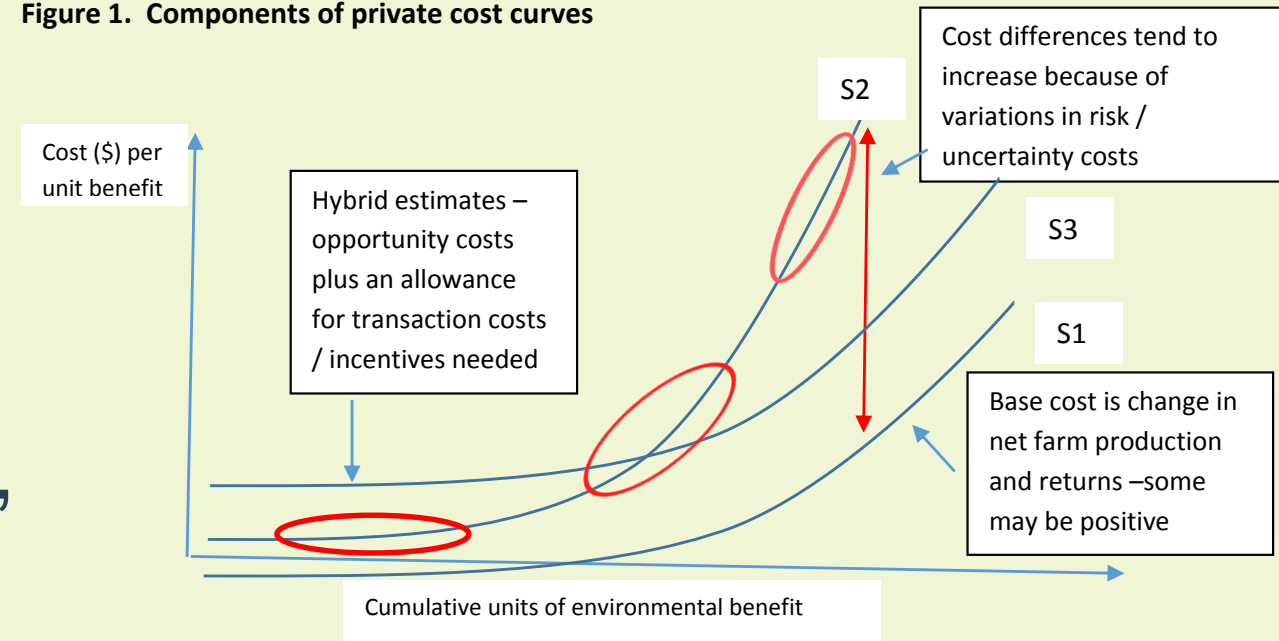 Figure 1. Components of private cost curves
Cost ($) per
unit benefit
Hybrid estimates –
opportunity costs
plus an allowance
for transaction costs
/ incentives needed
S2
Cost differences tend to
increase because of
variations in risk /
uncertainty costs
S3
S1
Base cost is change in
net farm production
and returns –some
may be positive
,
Cumulative units of environmental benefit